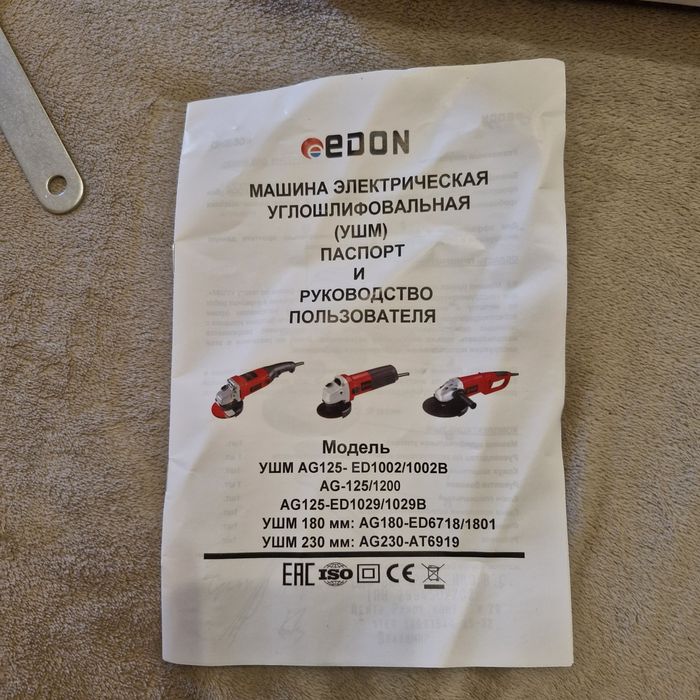 eDON
МАШИНА ЭЛЕКТРИЧЕСКАЯ
УГЛОШЛИФОВАЛЬНАЯ
(УШМ)
ПАСПОРТ
И
РУКОВОДСТВО
ПОЛЬЗОВАТЕЛЯ
Модель
УШМ AG125- ED1002/1002B
AG-125/1200
AG125-ED1029/1029B
УШМ 180 мм: AG180-ED6718/1801
УШМ 230 мм: AG230-AT6919
EAC ISO CE